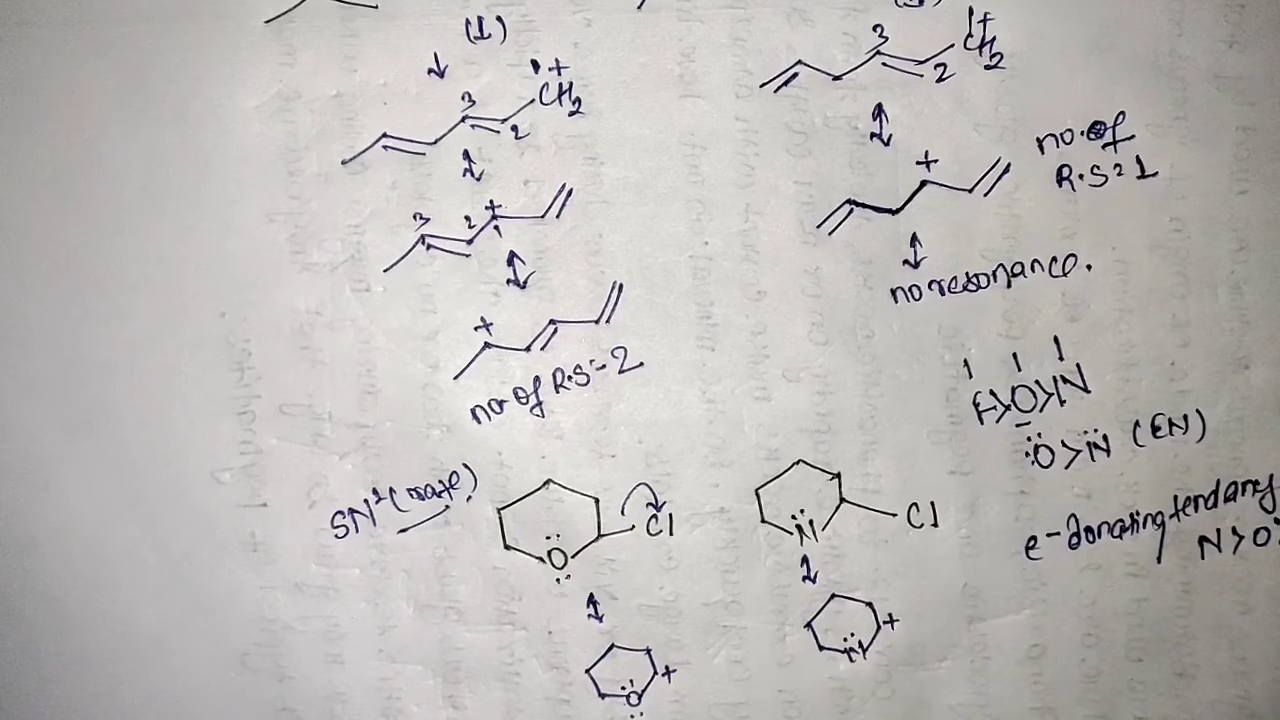 (1)
+
CH2
3
2
3
2
+
1
+
no of R.S = 2
+
CH2
3
2
+
no. of
R.S = 1
no resonance.
F > O > N
:Ö > N̈ (EN)
e- donating tendancy
N > O
SN1 (rate)
O
Cl
N
Cl
O
+
N
+